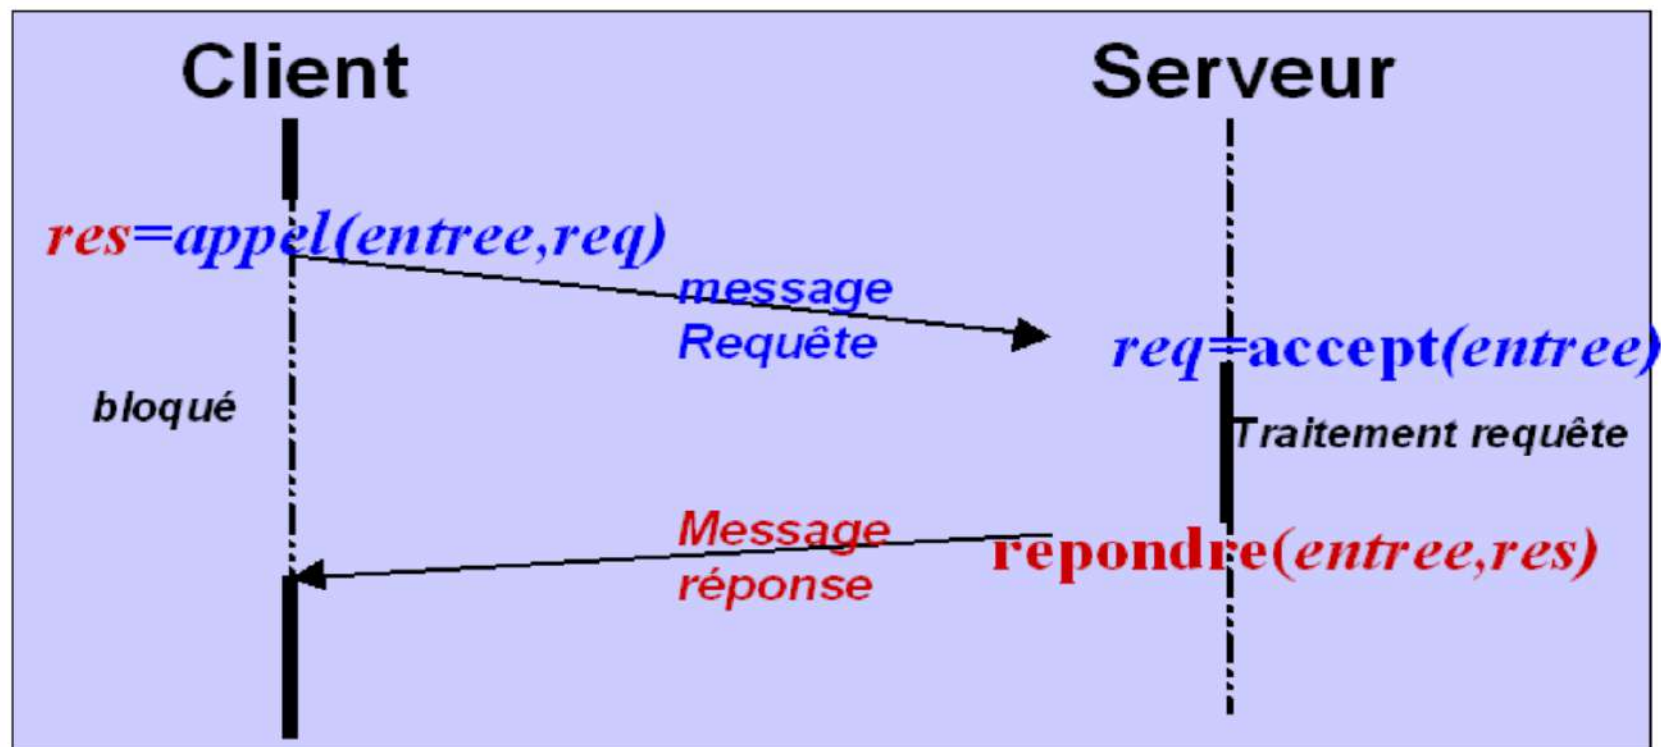 Client
Serveur
res=appel(entree,req)
message
Requête
req=accept(entree)
bloqué
Traitement requête
Message
réponse
repondre(entree,res)